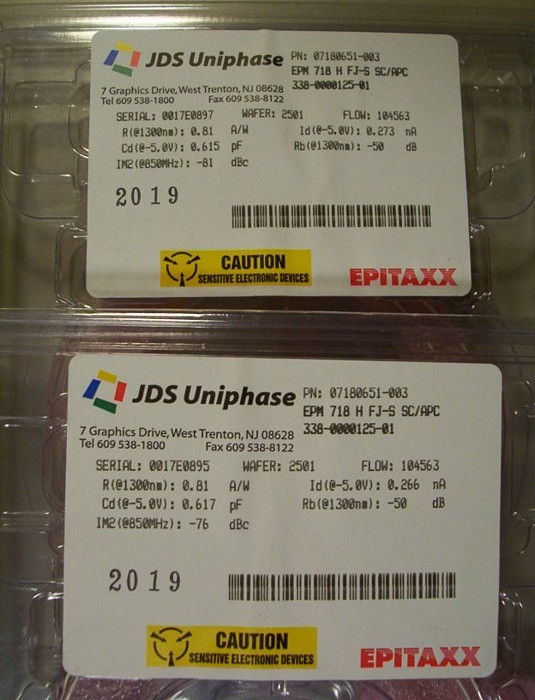 JDS Uniphase PN: 07180651-003
EPM 718 H FJ-S SC/APC
7 Graphics Drive, West Trenton, NJ 08628 338-0000125-01
Tel 609 538-1800 Fax 609 538-8122
SERIAL: 0017E0897 WAFER: 2501 FLOW: 104563
R(@1300nm): 0.81 A/W Id(@-5.0V): 0.273 nA
Cd(@-5.0V): 0.615 pF Rb(@1300nm): -50 dB
IM2(@850MHz): -81 dBc
2019
CAUTION
SENSITIVE ELECTRONIC DEVICES
EPITAXX
JDS Uniphase PN: 07180651-003
EPM 718 H FJ-S SC/APC
7 Graphics Drive, West Trenton, NJ 08628 338-0000125-01
Tel 609 538-1800 Fax 609 538-8122
SERIAL: 0017E0895 WAFER: 2501 FLOW: 104563
R(@1300nm): 0.81 A/W Id(@-5.0V): 0.266 nA
Cd(@-5.0V): 0.617 pF Rb(@1300nm): -50 dB
IM2(@850MHz): -76 dBc
2019
CAUTION
SENSITIVE ELECTRONIC DEVICES
EPITAXX